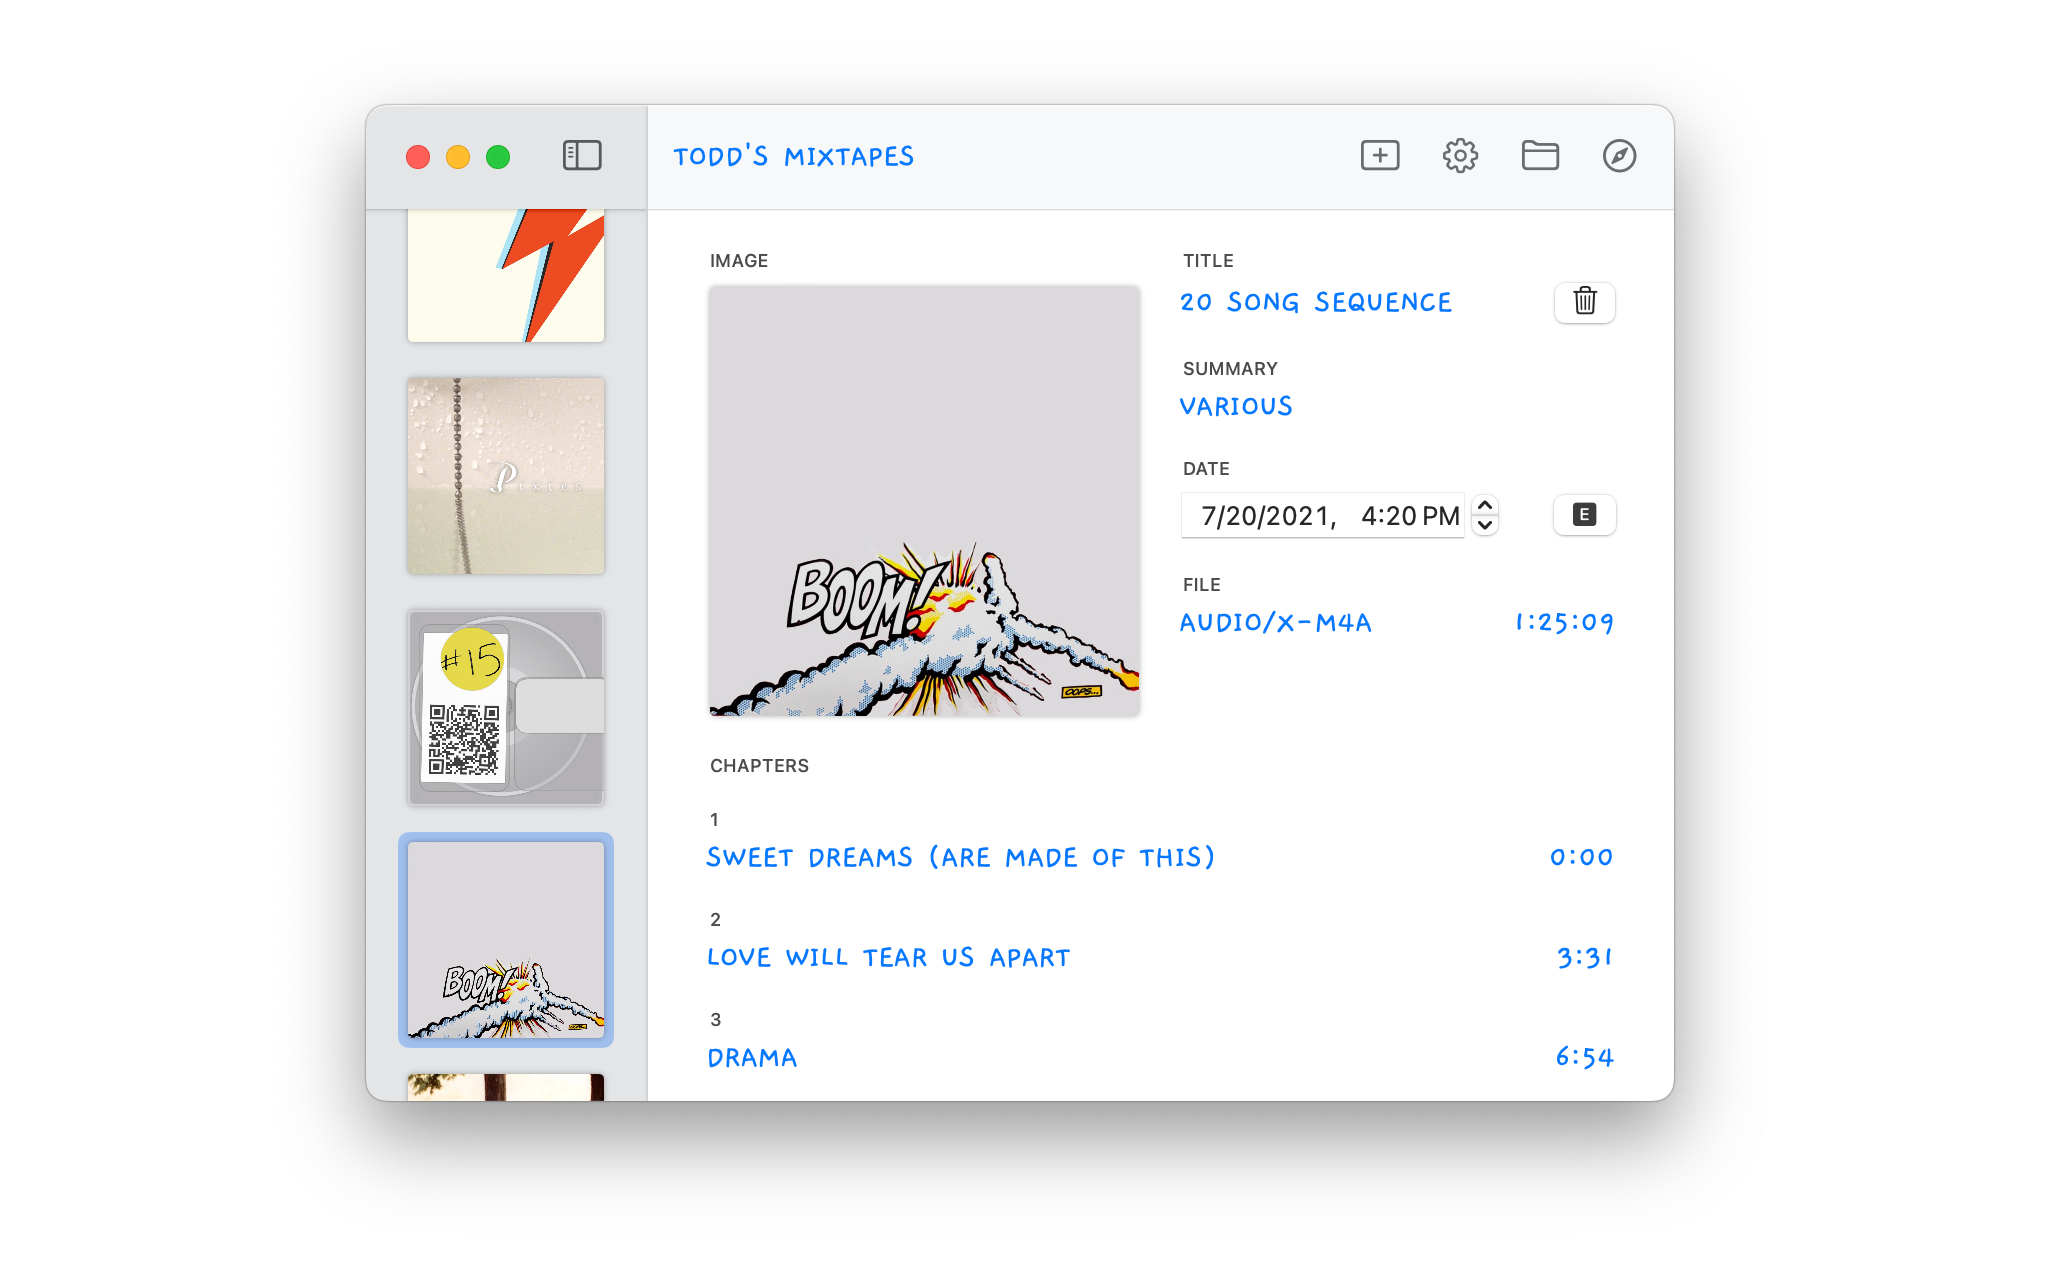 TODD'S MIXTAPES
Pixies
#15
BOOM!
OOPS...
IMAGE
BOOM!
OOPS...
TITLE
20 SONG SEQUENCE
SUMMARY
VARIOUS
DATE
7/20/2021, 4:20 PM
E
FILE
AUDIO/X-M4A 1:25:09
CHAPTERS
1
SWEET DREAMS (ARE MADE OF THIS) 0:00
2
LOVE WILL TEAR US APART 3:31
3
DRAMA 6:54